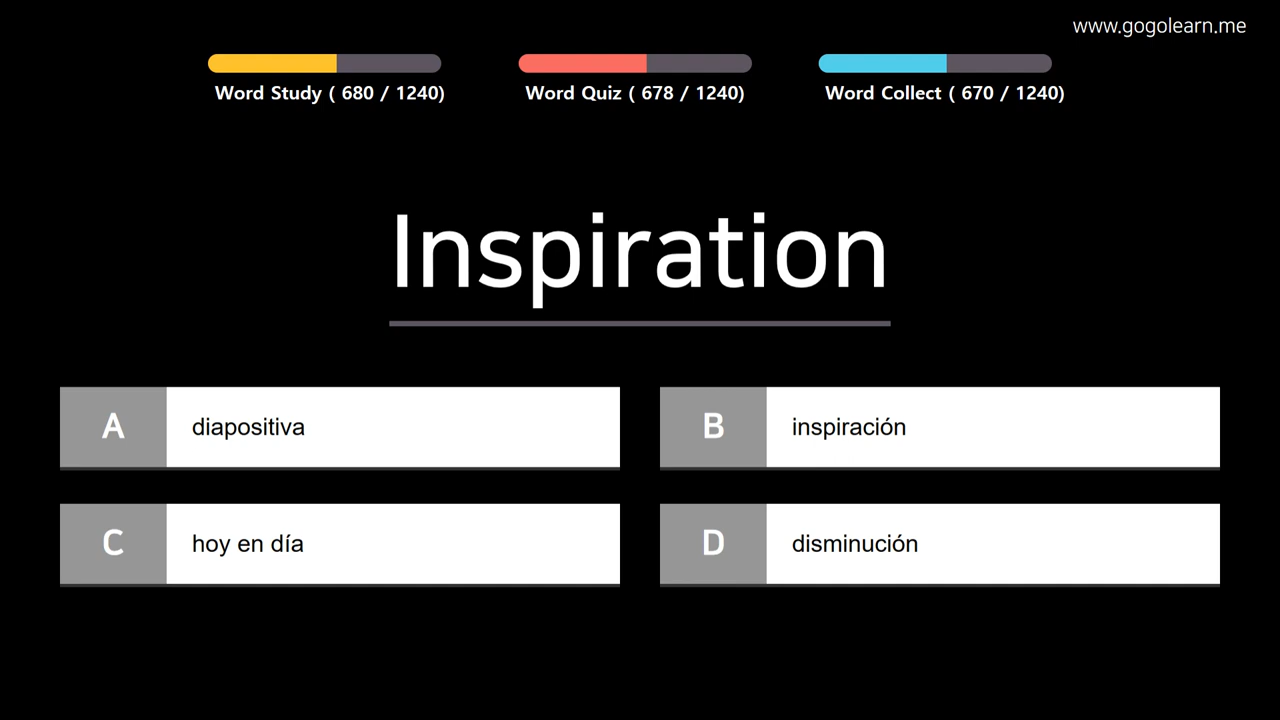 www.gogolearn.me
Word Study ( 680 / 1240)
Word Quiz ( 678 / 1240)
Word Collect ( 670 / 1240)
Inspiration
A diapositiva
B inspiración
C hoy en día
D disminución